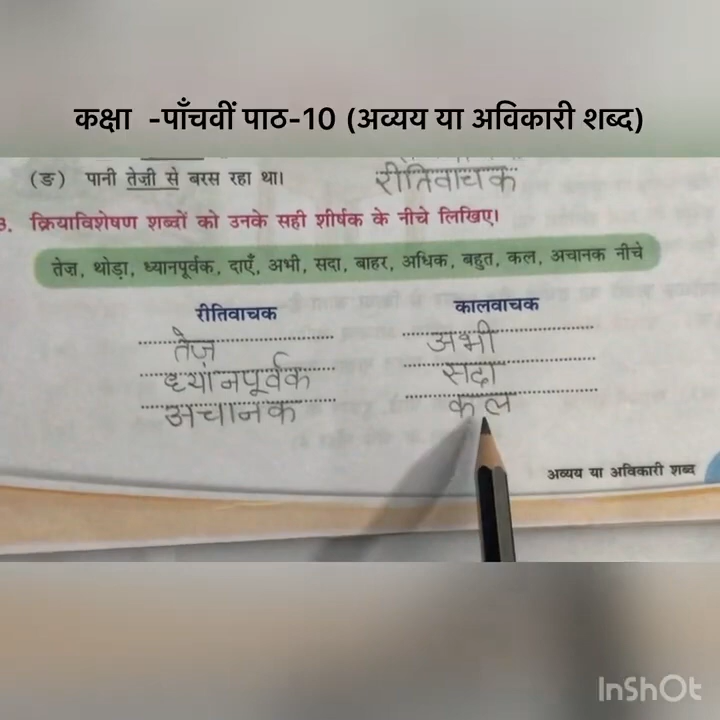 कक्षा -पाँचवीं पाठ-10 (अव्यय या अविकारी शब्द)
(ङ) पानी तेज़ी से बरस रहा था। रीतिवाचक
3. क्रियाविशेषण शब्दों को उनके सही शीर्षक के नीचे लिखिए।
तेज़, थोड़ा, ध्यानपूर्वक, दाएँ, अभी, सदा, बाहर, अधिक, बहुत, कल, अचानक नीचे
रीतिवाचक कालवाचक
तेज़ अभी
ध्यानपूर्वक सदा
अचानक कल
अव्यय या अविकारी शब्द
InShOt